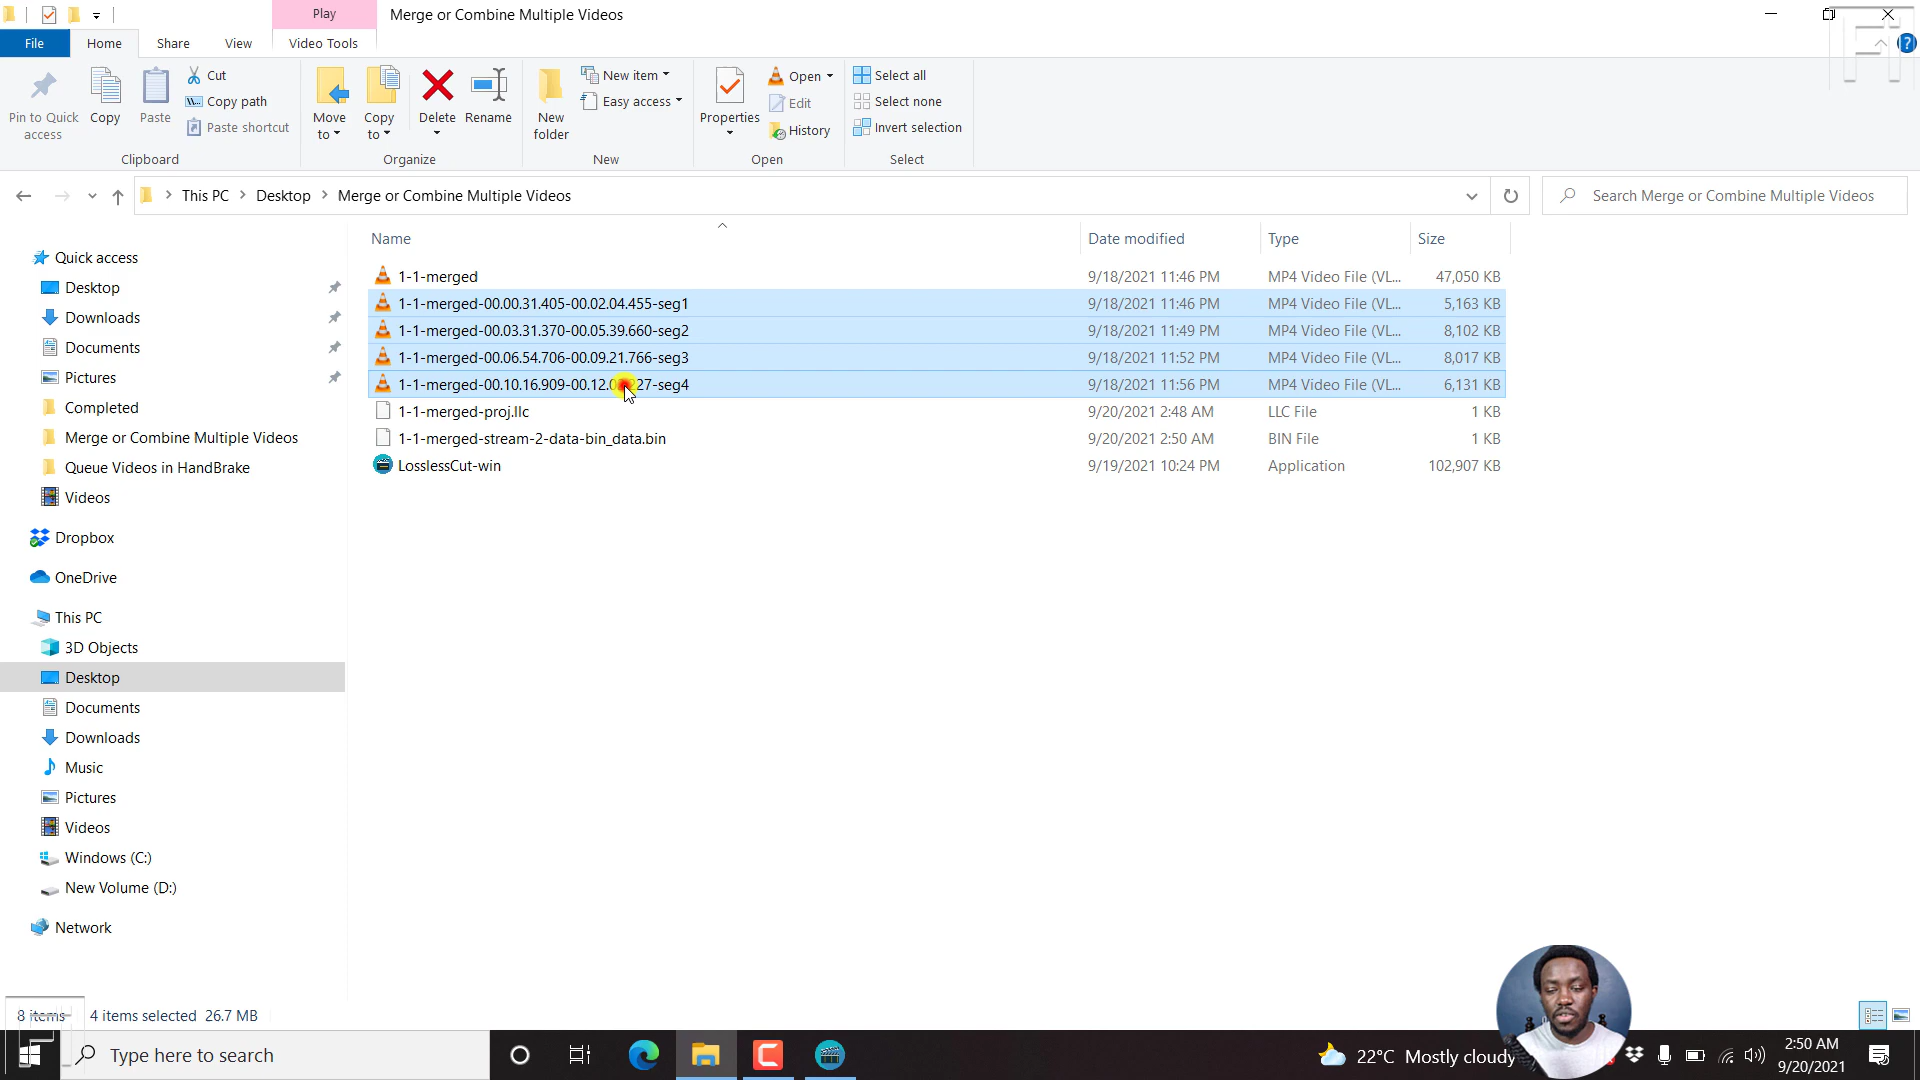 Play
Merge or Combine Multiple Videos
File
Home
Share
View
Video Tools
Pin to Quick access
Copy
Paste
Cut
Copy path
Paste shortcut
Clipboard
Move to
Copy to
Delete
Rename
Organize
New folder
New item
Easy access
New
Properties
Open
Edit
History
Open
Select all
Select none
Invert selection
Select
This PC
Desktop
Merge or Combine Multiple Videos
Search Merge or Combine Multiple Videos
Name
Date modified
Type
Size
1-1-merged 9/18/2021 11:46 PM MP4 Video File (VL... 47,050 KB
1-1-merged-00.00.31.405-00.02.04.455-seg1 9/18/2021 11:46 PM MP4 Video File (VL... 5,163 KB
1-1-merged-00.03.31.370-00.05.39.660-seg2 9/18/2021 11:49 PM MP4 Video File (VL... 8,102 KB
1-1-merged-00.06.54.706-00.09.21.766-seg3 9/18/2021 11:52 PM MP4 Video File (VL... 8,017 KB
9/18/2021 11:56 PM MP4 Video File (VL... 6,131 KB
1-1-merged-proj.llc 9/20/2021 2:48 AM LLC File 1 KB
1-1-merged-stream-2-data-bin_data.bin 9/20/2021 2:50 AM BIN File 1 KB
LosslessCut-win 9/19/2021 10:24 PM Application 102,907 KB
Quick access
Desktop
Downloads
Documents
Pictures
Completed
Merge or Combine Multiple Videos
Queue Videos in HandBrake
Videos
Dropbox
OneDrive
This PC
3D Objects
Desktop
Documents
Downloads
Music
Pictures
Videos
Windows (C:)
New Volume (D:)
Network
8 items 4 items selected 26.7 MB
Type here to search
22°C Mostly cloudy
2:50 AM
9/20/2021